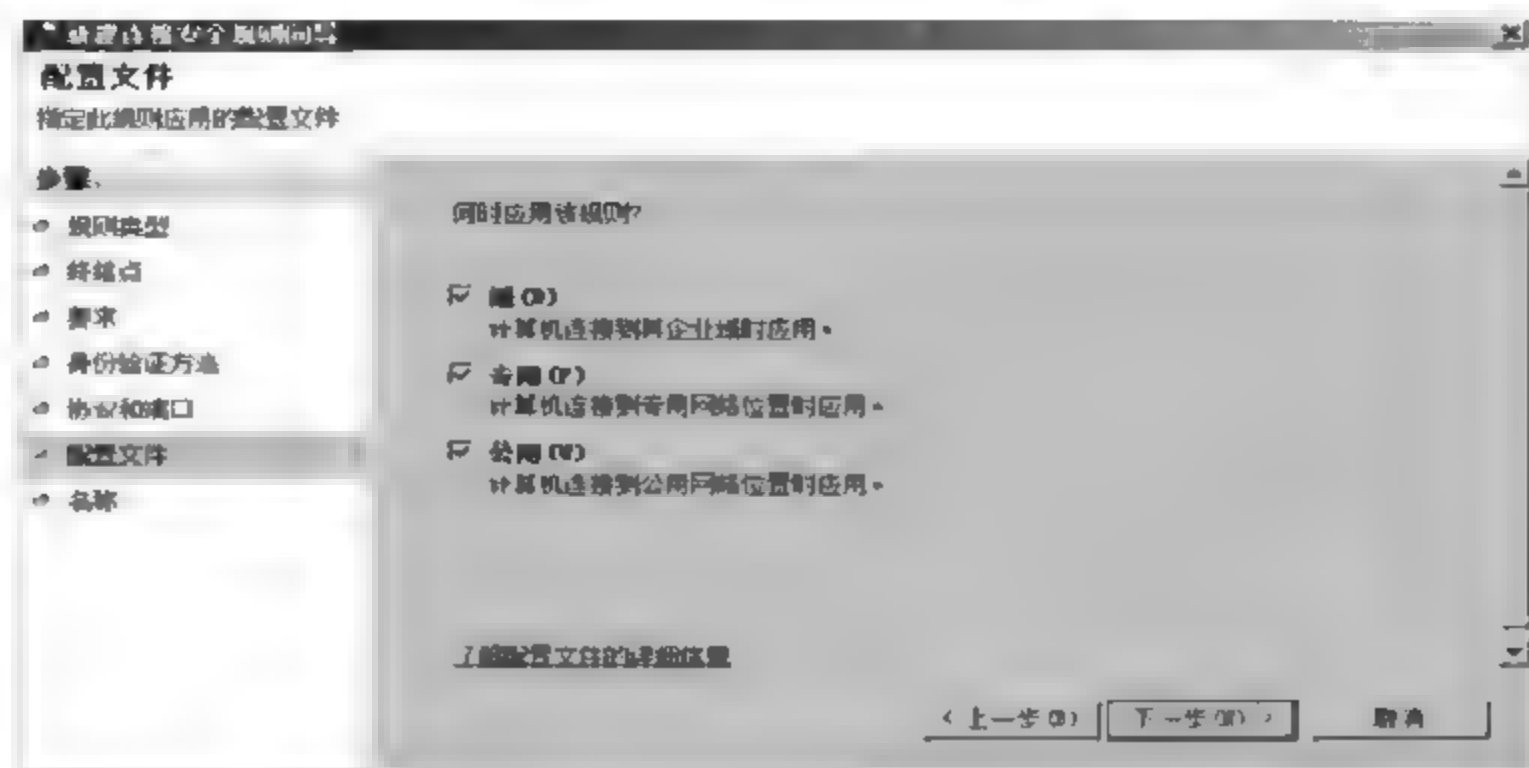 新建连接安全规则向导
配置文件
指定此规则应用的配置文件
步骤:
规则类型
终结点
要求
身份验证方法
协议和端口
配置文件
名称
何时应用该规则?
域(D)
计算机连接到其企业域时应用。
专用(P)
计算机连接到专用网络位置时应用。
公用(U)
计算机连接到公用网络位置时应用。
了解配置文件的详细信息
< 上一步(B)
下一步(N) >
取消